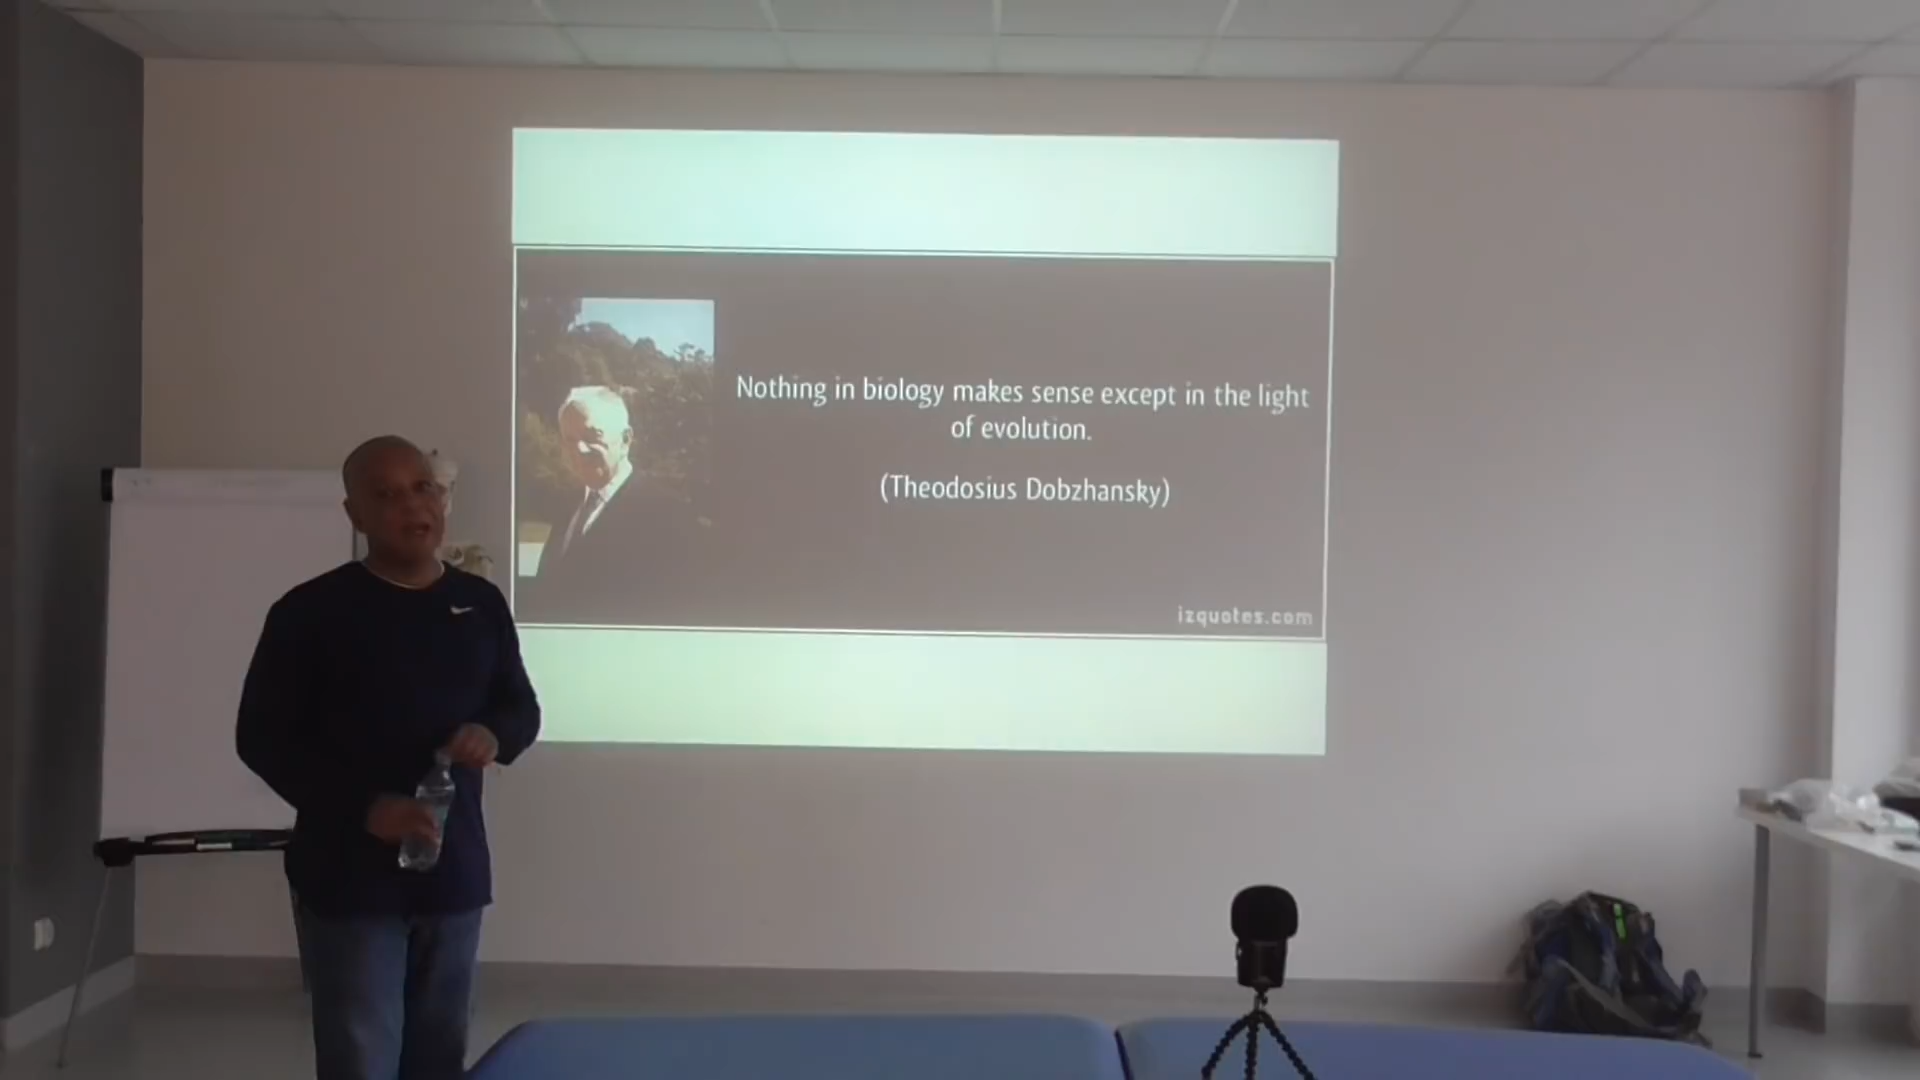 Nothing in biology makes sense except in the light
of evolution.
(Theodosius Dobzhansky)
izquotes.com